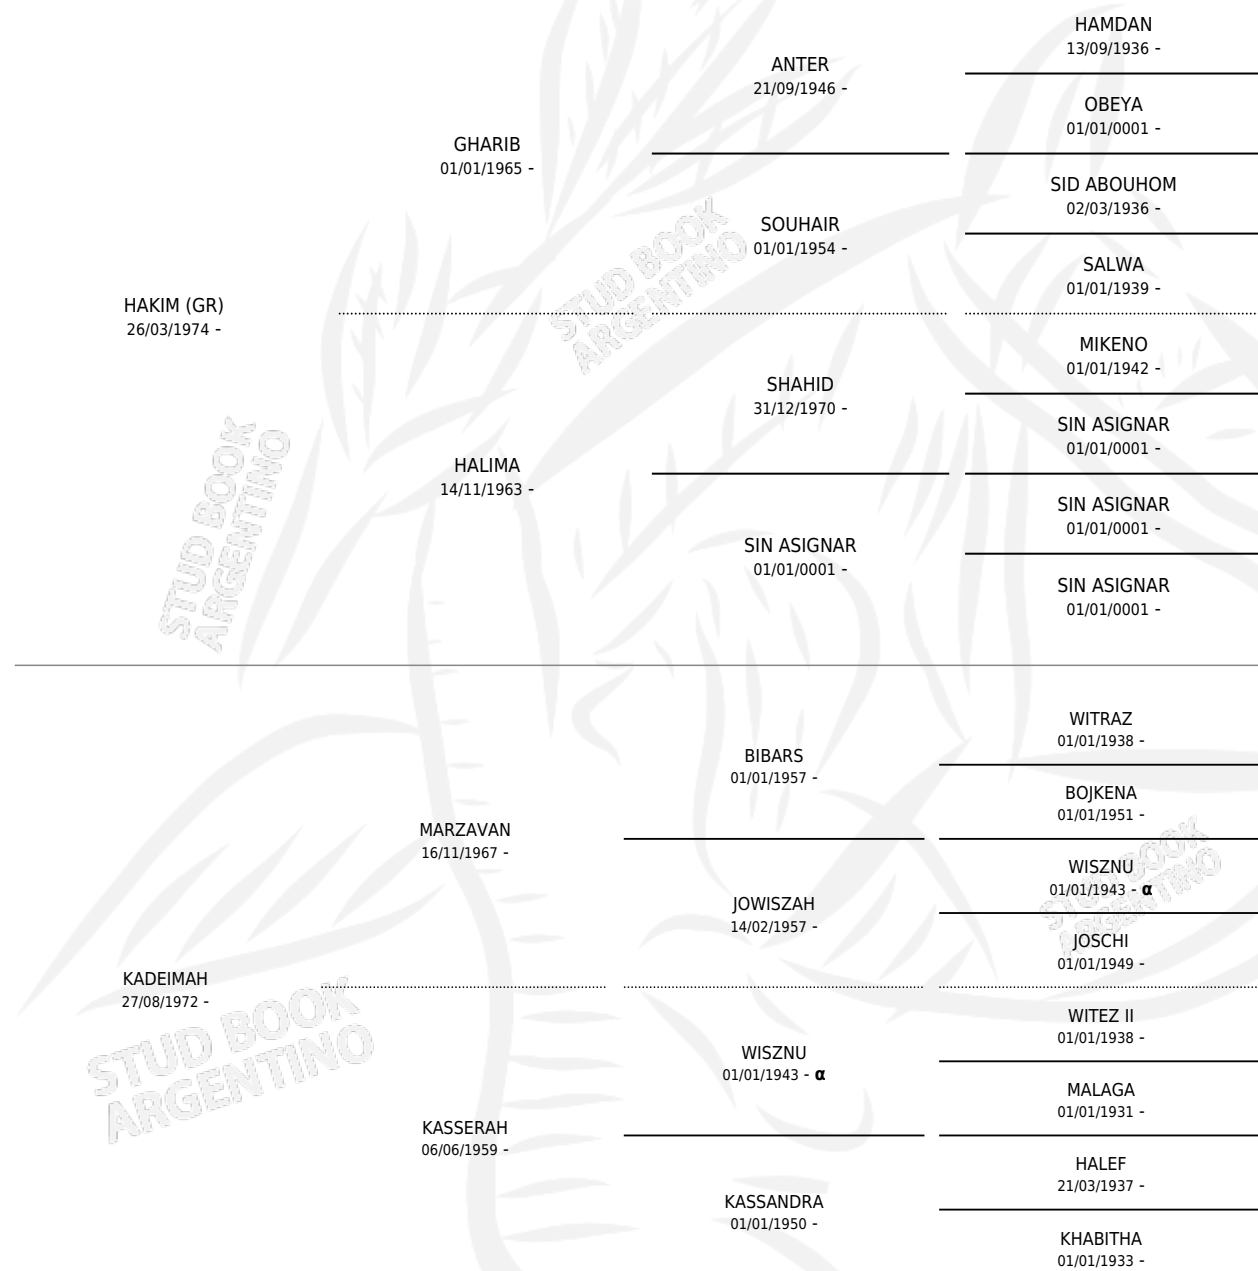 HAMDAN
13/09/1936 -
ANTER
21/09/1946 -
OBEYA
01/01/0001 -
GHARIB
01/01/1965 -
SID ABOUHOM
02/03/1936 -
SOUHAIR
01/01/1954 -
SALWA
01/01/1939 -
HAKIM (GR)
26/03/1974 -
MIKENO
01/01/1942 -
SHAHID
31/12/1970 -
SIN ASIGNAR
01/01/0001 -
HALIMA
14/11/1963 -
SIN ASIGNAR
01/01/0001 -
SIN ASIGNAR
01/01/0001 -
SIN ASIGNAR
01/01/0001 -
STUD BOOK
ARGENTINO
STUD BOOK
ARGENTINO
WITRAZ
01/01/1938 -
BIBARS
01/01/1957 -
BOJKENA
01/01/1951 -
MARZAVAN
16/11/1967 -
WISZNU
01/01/1943 - α
JOWISZAH
14/02/1957 -
JOSCHI
01/01/1949 -
KADEIMAH
27/08/1972 -
WITEZ II
01/01/1938 -
WISZNU
01/01/1943 - α
MALAGA
01/01/1931 -
KASSERAH
06/06/1959 -
HALEF
21/03/1937 -
KASSANDRA
01/01/1950 -
KHABITHA
01/01/1933 -
STUD BOOK
ARGENTINO
STUD BOOK
ARGENTINO